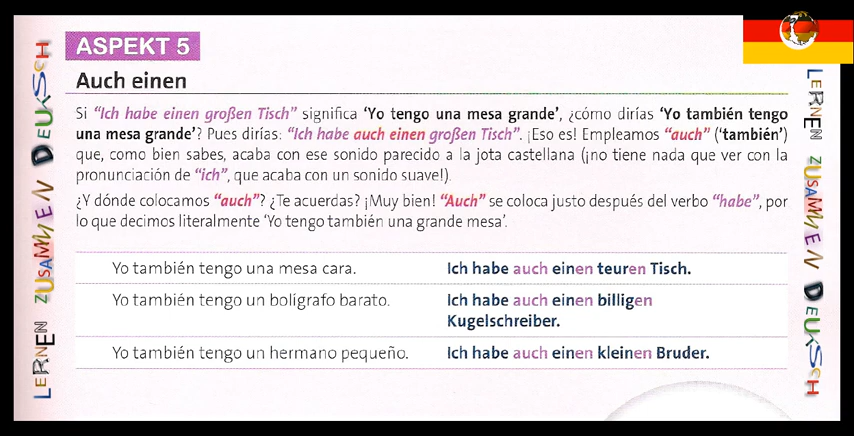 ASPEKT 5
Auch einen
Si “Ich habe einen großen Tisch” significa ‘Yo tengo una mesa grande’, ¿cómo dirías ‘Yo también tengo
una mesa grande’? Pues dirías: “Ich habe auch einen großen Tisch”. ¡Eso es! Empleamos “auch” (‘también’)
que, como bien sabes, acaba con ese sonido parecido a la jota castellana (¡no tiene nada que ver con la
pronunciación de “ich”, que acaba con un sonido suave!).
¿Y dónde colocamos “auch”? ¿Te acuerdas? ¡Muy bien! “Auch” se coloca justo después del verbo “habe”, por
lo que decimos literalmente ‘Yo tengo también una grande mesa’.
Yo también tengo una mesa cara. Ich habe auch einen teuren Tisch.
Yo también tengo un bolígrafo barato. Ich habe auch einen billigen
Kugelschreiber.
Yo también tengo un hermano pequeño. Ich habe auch einen kleinen Bruder.
LERNEN ZUSAMMEN DEUKSCH
LERNEN ZUSAMMEN DEUKSCH